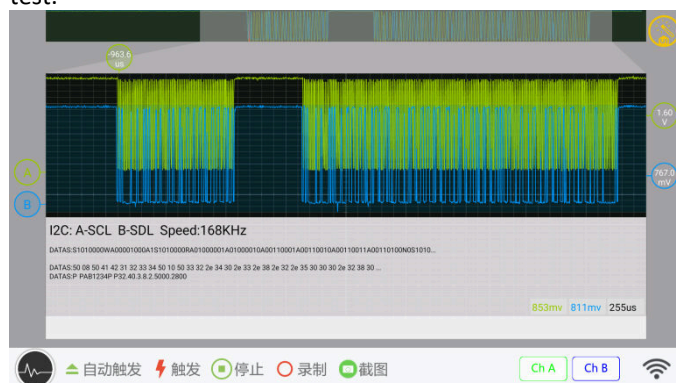 test.
-963.6
us
1.60
V
A
B
767.0
mV
I2C: A-SCL B-SDL Speed:168KHz
DATAS:S1010000WA00001000A1S1010000RA01000001A01000010A00110001A00110010A00110011A00110100N0S1010...
DATAS:50 08 50 41 42 31 32 33 34 50 10 50 33 32 2e 34 30 2e 33 2e 38 2e 32 2e 35 30 30 30 2e 32 38 30 ...
DATAS:P PAB1234P P32.40.3.8.2.5000.2800
853mv 811mv 255us
自动触发 触发 停止 录制 截图 Ch A Ch B